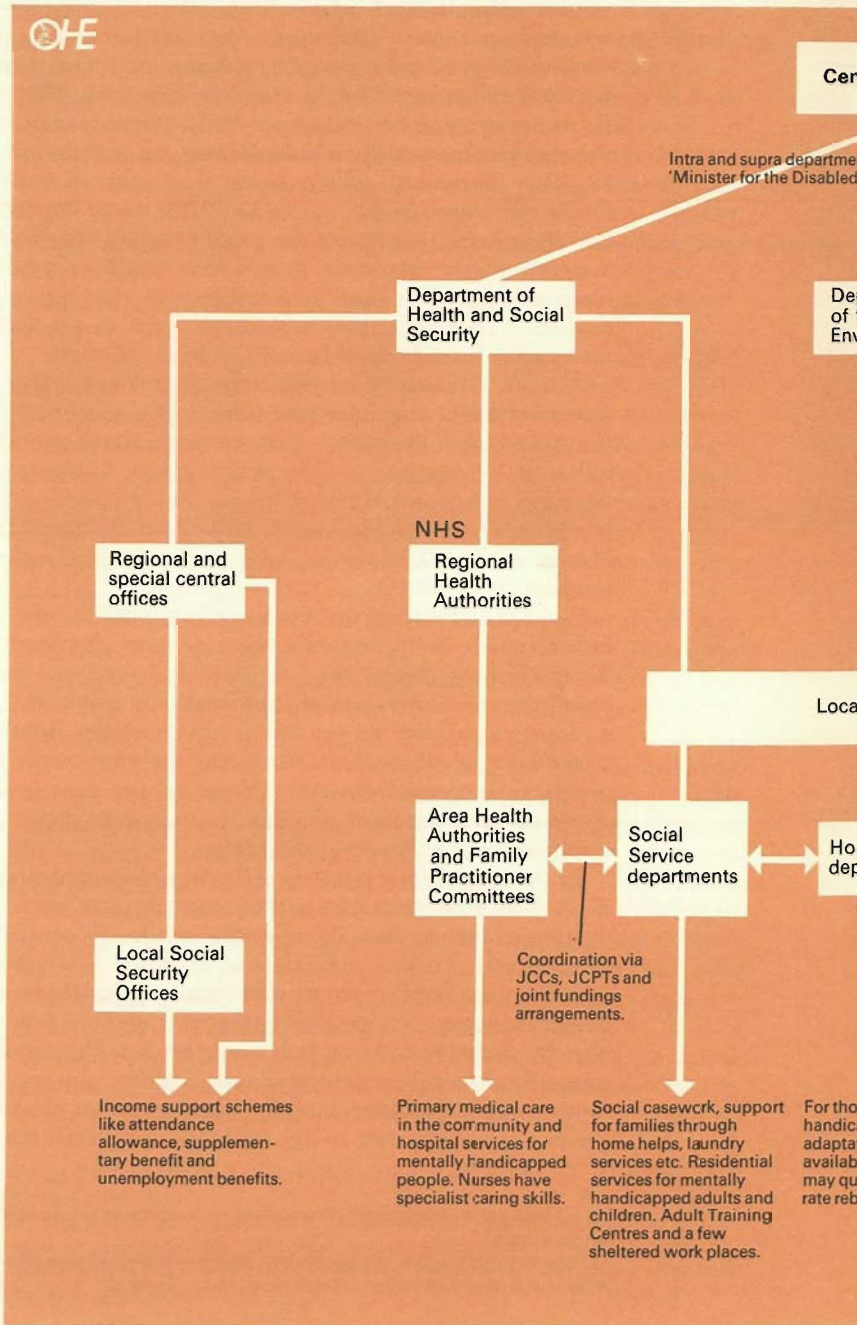 OHE
Cen
Intra and supra departme
'Minister for the Disabled
Department of
Health and Social
Security
De
of
Env
NHS
Regional and
special central
offices
Regional
Health
Authorities
Loca
Area Health
Authorities
and Family
Practitioner
Committees
Social
Service
departments
Ho
dep
Local Social
Security
Offices
Coordination via
JCCs, JCPTs and
joint fundings
arrangements.
Income support schemes
like attendance
allowance, supplemen-
tary benefit and
unemployment benefits.
Primary medical care
in the community and
hospital services for
mentally handicapped
people. Nurses have
specialist caring skills.
Social casework, support
for families through
home helps, laundry
services etc. Residential
services for mentally
handicapped adults and
children. Adult Training
Centres and a few
sheltered work places.
For tho
handica
adapta
availab
may qu
rate reb